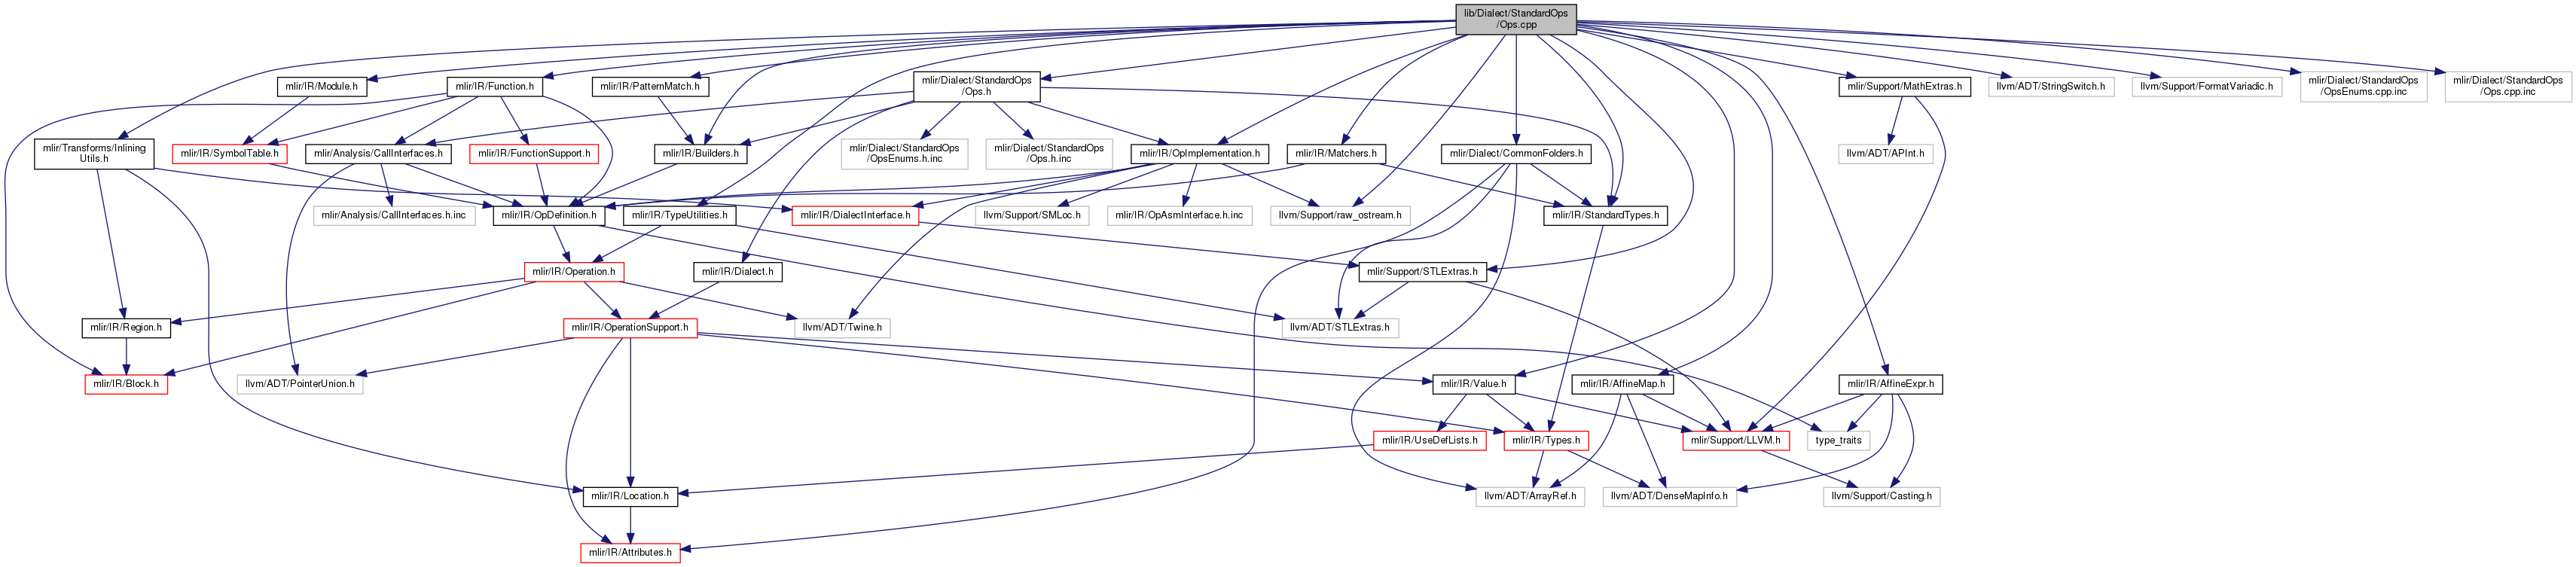 lib/Dialect/StandardOps
/Ops.cpp
mlir/IR/Module.h
mlir/IR/Function.h
mlir/IR/PatternMatch.h
mlir/Dialect/StandardOps
/Ops.h
mlir/Support/MathExtras.h
llvm/ADT/StringSwitch.h
llvm/Support/FormatVariadic.h
mlir/Dialect/StandardOps
/OpsEnums.cpp.inc
mlir/Dialect/StandardOps
/Ops.cpp.inc
mlir/Transforms/Inlining
Utils.h
mlir/IR/SymbolTable.h
mlir/Analysis/CallInterfaces.h
mlir/IR/FunctionSupport.h
mlir/IR/Builders.h
mlir/Dialect/StandardOps
/OpsEnums.h.inc
mlir/Dialect/StandardOps
/Ops.h.inc
mlir/IR/OpImplementation.h
mlir/IR/Matchers.h
mlir/Dialect/CommonFolders.h
llvm/ADT/APInt.h
mlir/Analysis/CallInterfaces.h.inc
mlir/IR/OpDefinition.h
mlir/IR/TypeUtilities.h
mlir/IR/DialectInterface.h
llvm/Support/SMLoc.h
mlir/IR/OpAsmInterface.h.inc
llvm/Support/raw_ostream.h
mlir/IR/StandardTypes.h
mlir/IR/Operation.h
mlir/IR/Dialect.h
mlir/Support/STLExtras.h
mlir/IR/Region.h
mlir/IR/OperationSupport.h
llvm/ADT/Twine.h
llvm/ADT/STLExtras.h
mlir/IR/Block.h
llvm/ADT/PointerUnion.h
mlir/IR/Value.h
mlir/IR/AffineMap.h
mlir/IR/AffineExpr.h
mlir/IR/UseDefLists.h
mlir/IR/Types.h
mlir/Support/LLVM.h
type_traits
mlir/IR/Location.h
llvm/ADT/ArrayRef.h
llvm/ADT/DenseMapInfo.h
llvm/Support/Casting.h
mlir/IR/Attributes.h